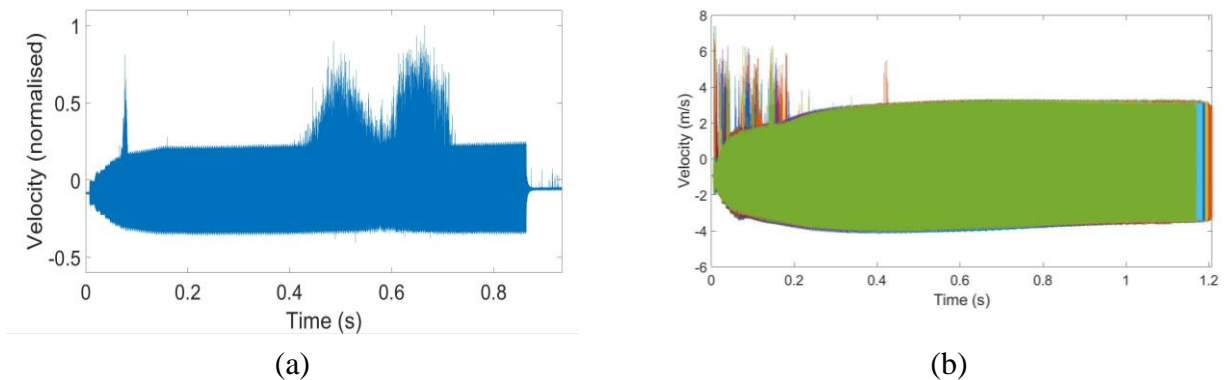 1
0.5
0
-0.5
Velocity (normalised)
0 0.2 0.4 0.6 0.8
Time (s)
(a)
8
6
4
2
0
-2
-4
-6
Velocity (m/s)
0 0.2 0.4 0.6 0.8 1 1.2
Time (s)
(b)